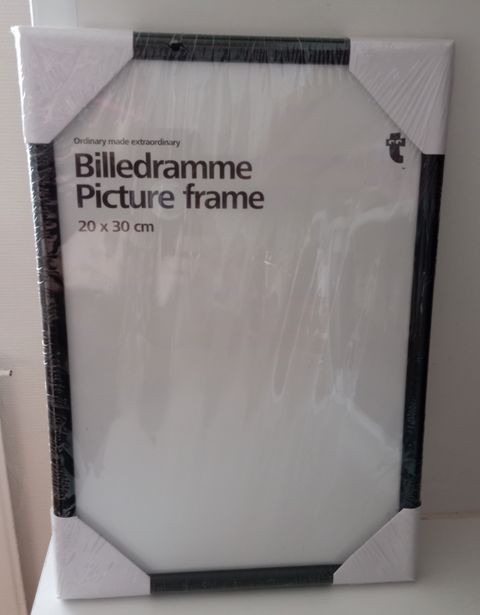 Ordinary made extraordinary
Billedramme
Picture frame
20 x 30 cm
t